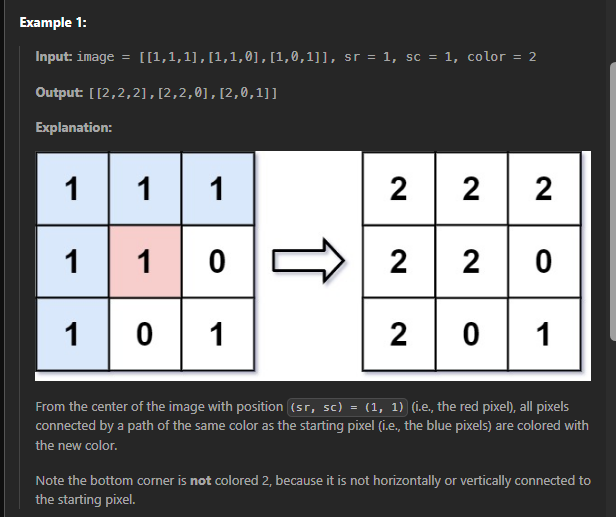 Example 1:
Input: image = [[1,1,1],[1,1,0],[1,0,1]], sr = 1, sc = 1, color = 2
Output: [[2,2,2],[2,2,0],[2,0,1]]
Explanation:
1 1 1 2 2 2
1 1 0 2 2 0
1 0 1 2 0 1
From the center of the image with position (sr, sc) = (1, 1) (i.e., the red pixel), all pixels
connected by a path of the same color as the starting pixel (i.e., the blue pixels) are colored with
the new color.
Note the bottom corner is not colored 2, because it is not horizontally or vertically connected to
the starting pixel.